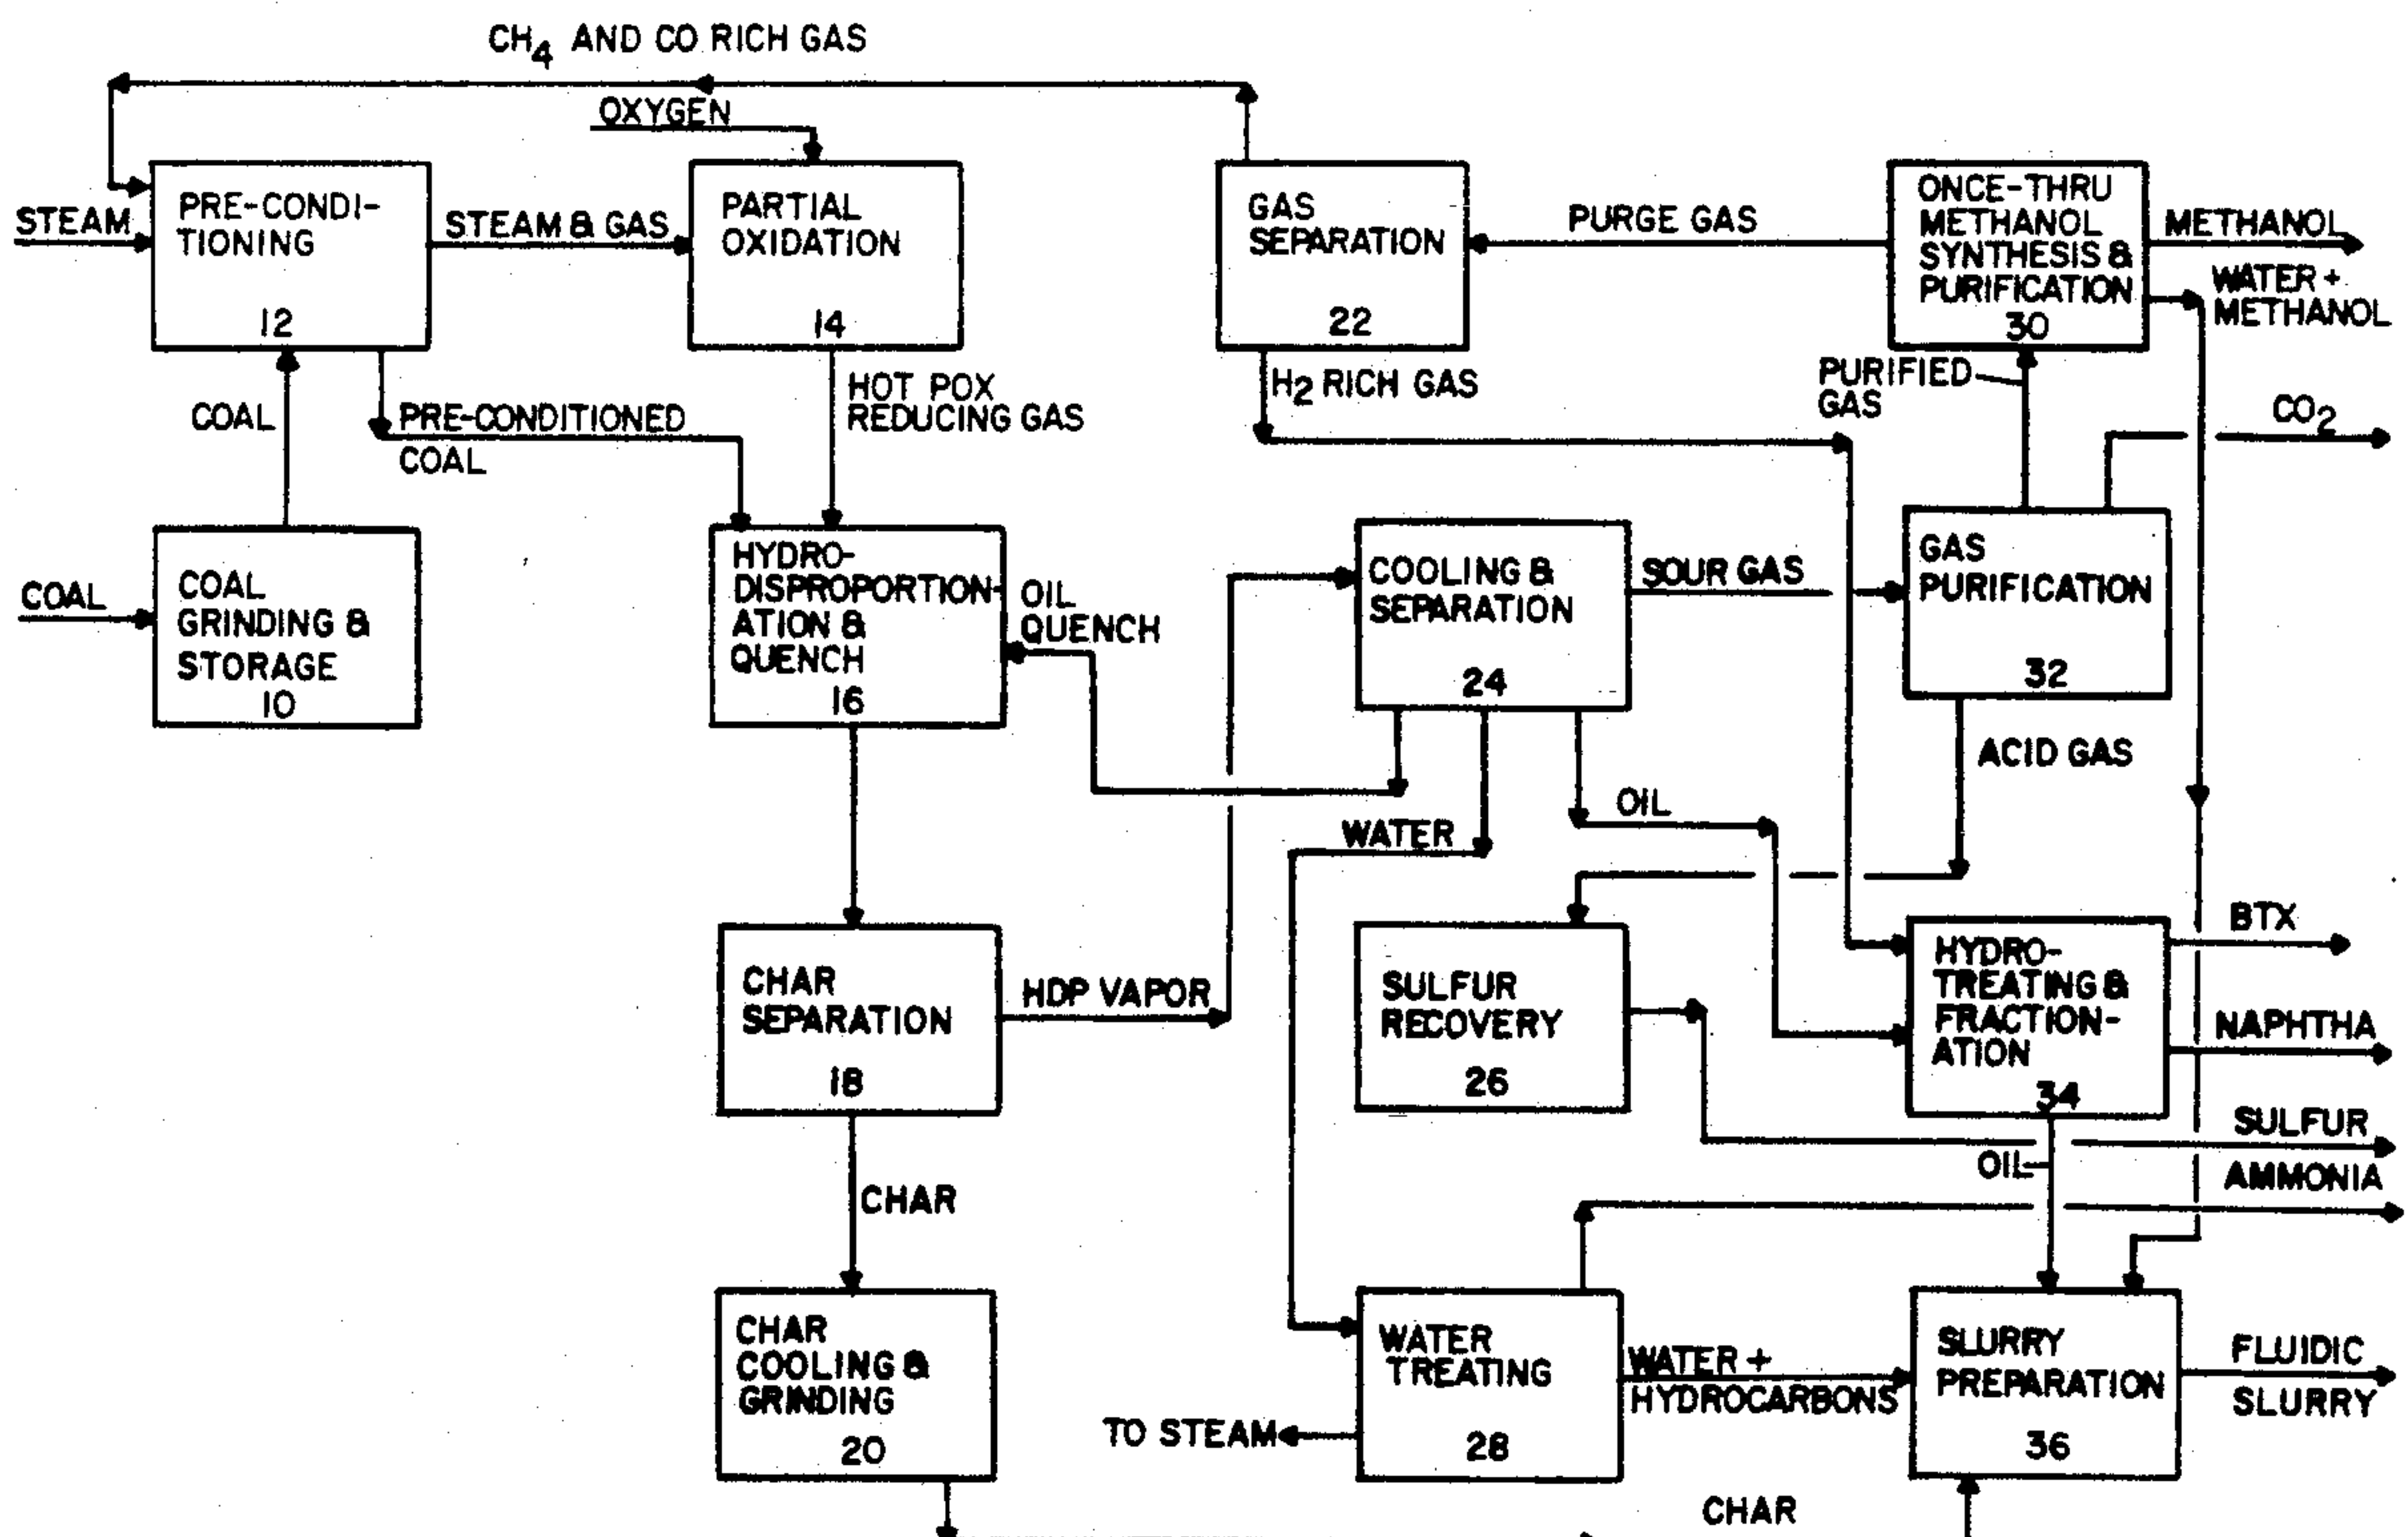 CH4 AND CO RICH GAS
OXYGEN
STEAM
PRE-CONDI-
TIONING
12
STEAM & GAS
PARTIAL
OXIDATION
14
GAS
SEPARATION
22
PURGE GAS
ONCE-THRU
METHANOL
SYNTHESIS &
PURIFICATION
30
METHANOL
WATER +
METHANOL
COAL
PRE-CONDITIONED
COAL
HOT POX
REDUCING GAS
H2 RICH GAS
PURIFIED
GAS
CO2
COAL
COAL
GRINDING &
STORAGE
10
HYDRO-
DISPROPORTION-
ATION &
QUENCH
16
OIL
QUENCH
COOLING &
SEPARATION
24
SOUR GAS
GAS
PURIFICATION
32
ACID GAS
OIL
WATER
CHAR
SEPARATION
18
HDP VAPOR
SULFUR
RECOVERY
26
HYDRO-
TREATING &
FRACTION-
ATION
34
BTX
NAPHTHA
SULFUR
OIL
AMMONIA
CHAR
CHAR
COOLING &
GRINDING
20
WATER
TREATING
28
TO STEAM
WATER +
HYDROCARBONS
SLURRY
PREPARATION
36
FLUIDIC
SLURRY
CHAR